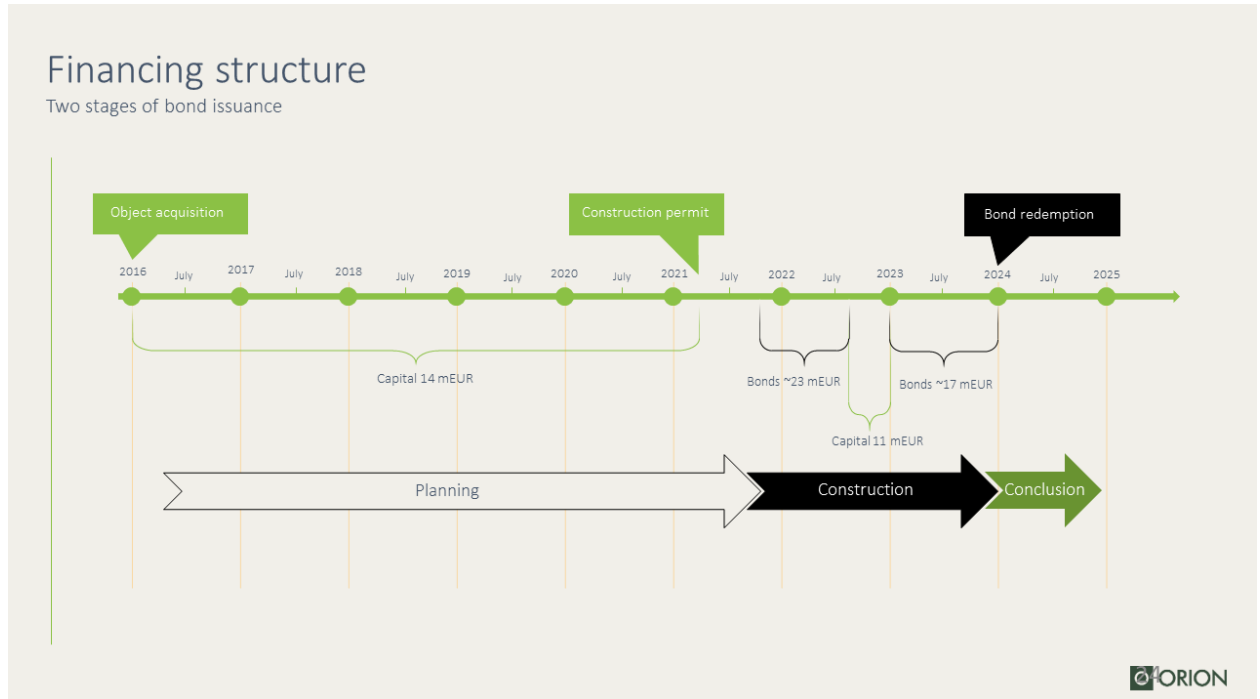 Financing structure
Two stages of bond issuance
Object acquisition
Construction permit
Bond redemption
2016 July 2017 July 2018 July 2019 July 2020 July 2021 July 2022 July 2023 July 2024 July 2025
Capital 14 mEUR
Bonds ~23 mEUR
Bonds ~17 mEUR
Capital 11 mEUR
Planning
Construction
Conclusion
24
ORION